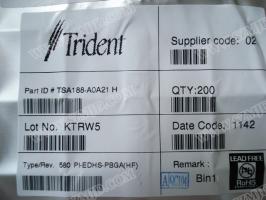 Trident
Supplier code: 02
Part ID # TSA188-A0A21 H
QTY:200
Lot No. KTRW5
Date Code: 1142
Type/Rev. 580 PI-EDHS-PBGA(HF)
Remark :
Bin1
LEAD FREE
RoHS